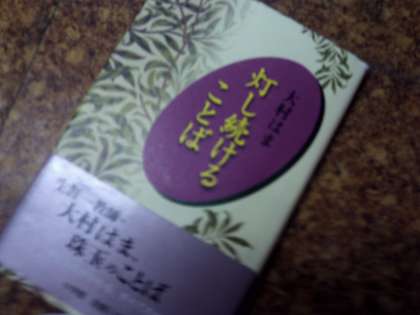 大村はま
灯し続ける
ことば
大村はま、
珠玉のことば